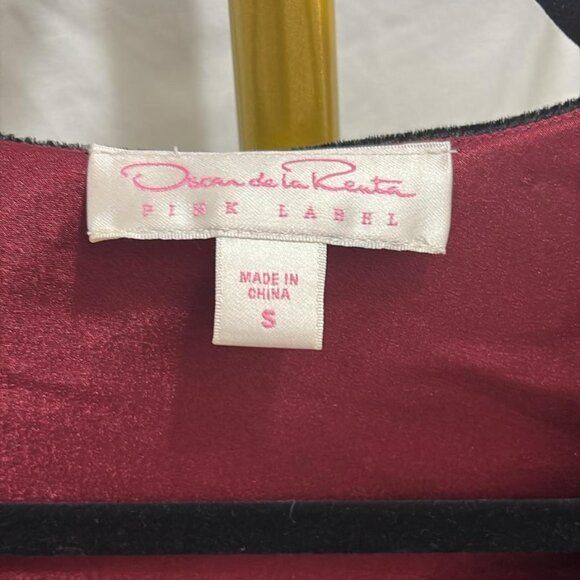 Oscar de la Renta
PINK LABEL
MADE IN
CHINA
S